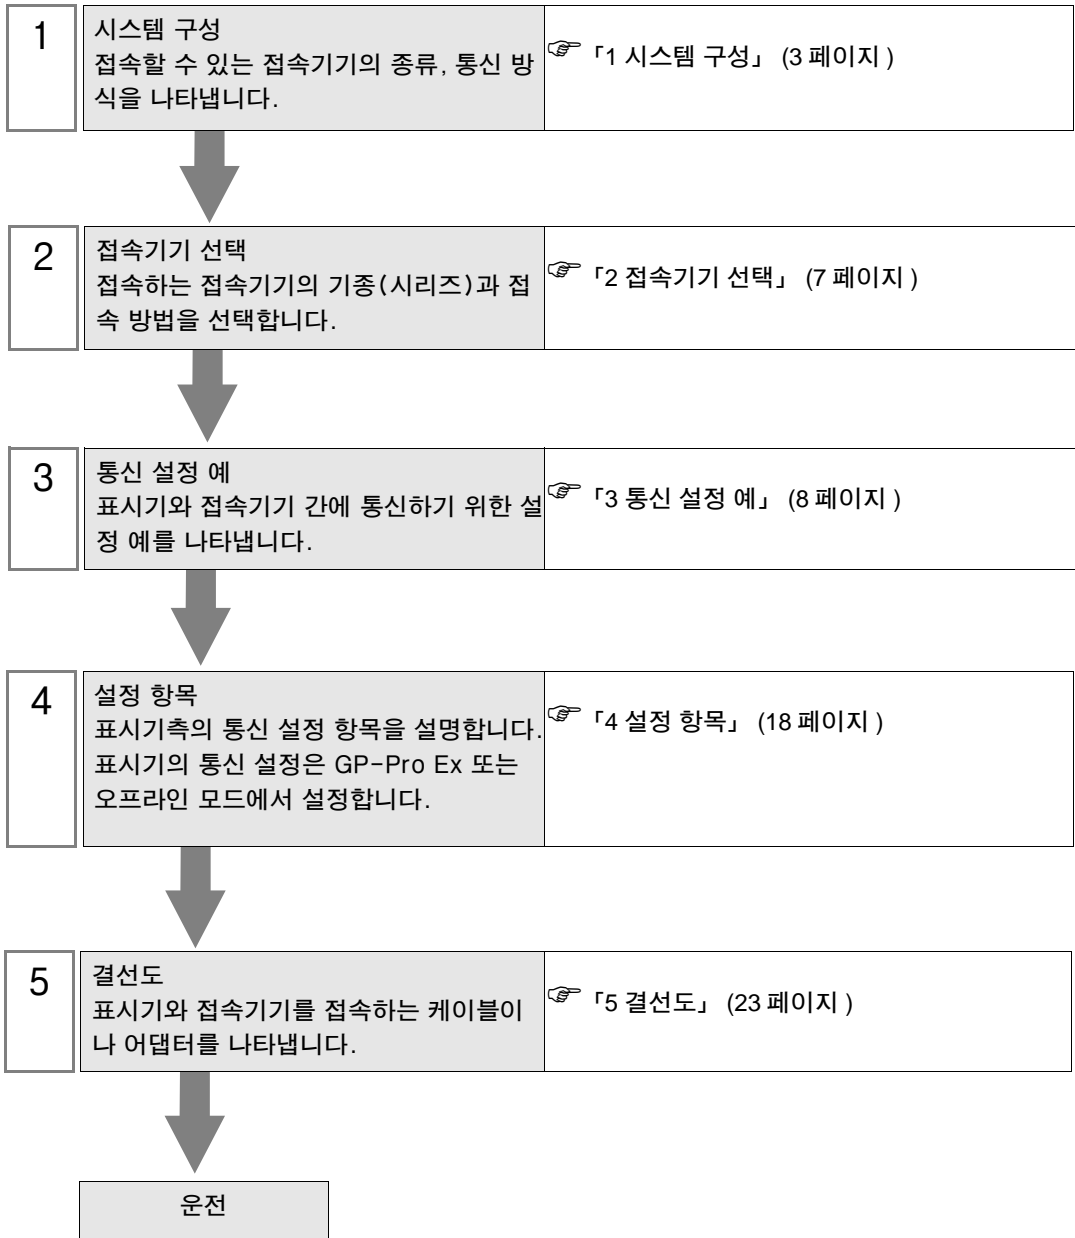 1
시스템 구성
접속할 수 있는 접속기기의 종류, 통신 방
식을 나타냅니다.
☞ 「1 시스템 구성」 (3 페이지 )
2
접속기기 선택
접속하는 접속기기의 기종(시리즈)과 접
속 방법을 선택합니다.
☞ 「2 접속기기 선택」 (7 페이지 )
3
통신 설정 예
표시기와 접속기기 간에 통신하기 위한 설
정 예를 나타냅니다.
☞ 「3 통신 설정 예」 (8 페이지 )
4
설정 항목
표시기측의 통신 설정 항목을 설명합니다.
표시기의 통신 설정은 GP-Pro Ex 또는
오프라인 모드에서 설정합니다.
☞ 「4 설정 항목」 (18 페이지 )
5
결선도
표시기와 접속기기를 접속하는 케이블이
나 어댑터를 나타냅니다.
☞ 「5 결선도」 (23 페이지 )
운전